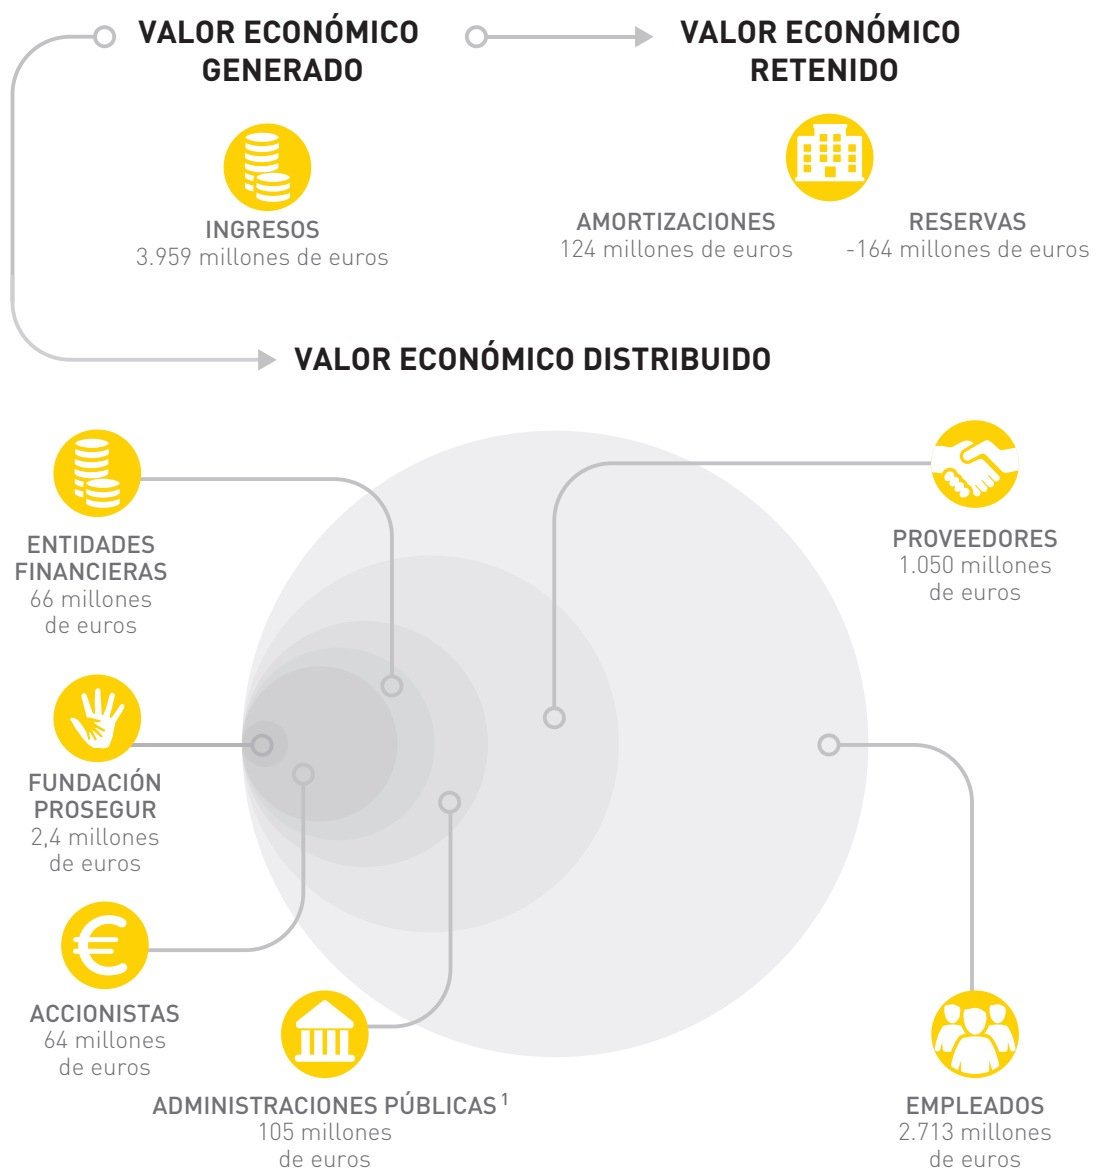 VALOR ECONÓMICO
GENERADO
INGRESOS
3.959 millones de euros
VALOR ECONÓMICO
RETENIDO
AMORTIZACIONES
124 millones de euros
RESERVAS
-164 millones de euros
VALOR ECONÓMICO DISTRIBUIDO
ENTIDADES
FINANCIERAS
66 millones
de euros
FUNDACIÓN
PROSEGUR
2,4 millones
de euros
ACCIONISTAS
64 millones
de euros
ADMINISTRACIONES PÚBLICAS ¹
105 millones
de euros
PROVEEDORES
1.050 millones
de euros
EMPLEADOS
2.713 millones
de euros